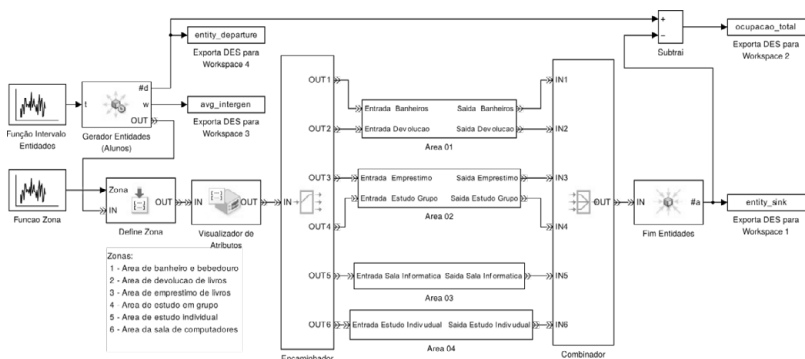 entity_departure
Exporta DES para
Workspace 4
avg_intergen
Exporta DES para
Workspace 3
#d
w
OUT
t
Função Intervalo
Entidados
Gerador Entidades
(Alunos)
Funcao Zona
Zona
IN
OUT
Define Zona
IN
OUT
Visualizador de
Atributos
Zonas:
1 - Area de banheiro e bebedouro
2 - Area de devolucao de livros
3 - Area de emprestimo de livros
4 - Area de estudo em grupo
5 - Area de estudo individual
6 - Area da sala de computadores
IN
OUT1
OUT2
OUT3
OUT4
OUT5
OUT6
Encaminhador
Entrada Banheiros
Saida Banheiros
Entrada Devolucao
Saida Devolucao
Area 01
Entrada Emprestimo
Saida Emprestimo
Entrada Estudo Grupo
Saida Estudo Grupo
Area 02
Entrada Sala Informatica
Saida Sala Informatica
Area 03
Entrada Estudo Indivudual
Saida Estudo Indivudual
Area 04
IN1
IN2
IN3
IN4
IN5
IN6
OUT
Combinador
IN
#a
Fim Entidades
+
−
Subtrai
ocupacao_total
Exporta DES para
Workspace 2
entity_sink
Exporta DES para
Workspace 1